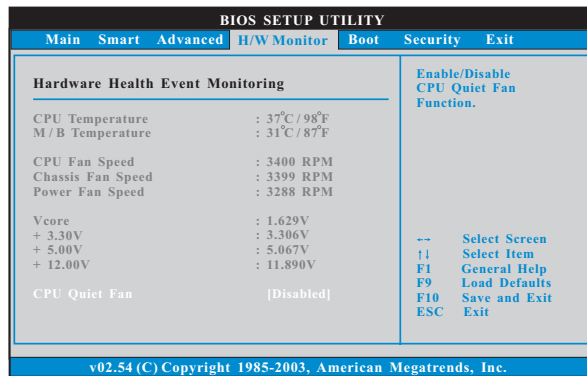 BIOS SETUP UTILITY
Main Smart Advanced H/W Monitor Boot Security Exit
Hardware Health Event Monitoring
CPU Temperature : 37°C / 98°F
M / B Temperature : 31°C / 87°F
CPU Fan Speed : 3400 RPM
Chassis Fan Speed : 3399 RPM
Power Fan Speed : 3288 RPM
Vcore : 1.629V
+ 3.30V : 3.306V
+ 5.00V : 5.067V
+ 12.00V : 11.890V
CPU Quiet Fan [Disabled]
Enable/Disable
CPU Quiet Fan
Function.
←→ Select Screen
↑↓ Select Item
F1 General Help
F9 Load Defaults
F10 Save and Exit
ESC Exit
v02.54 (C) Copyright 1985-2003, American Megatrends, Inc.